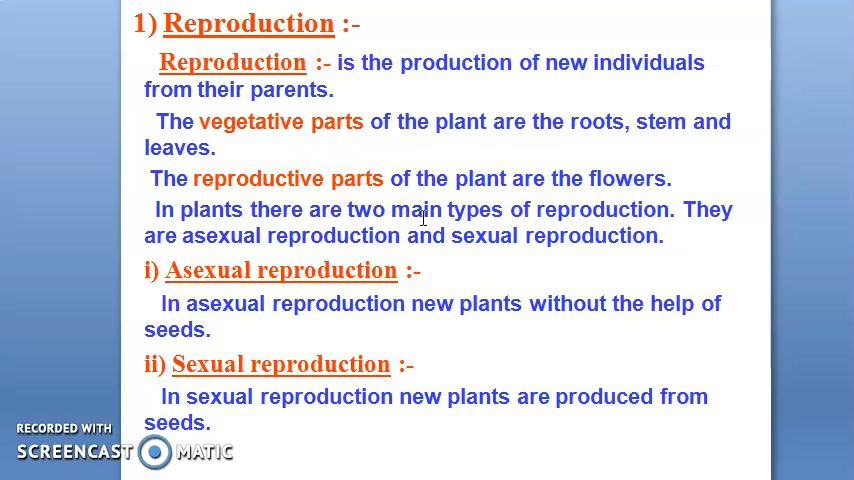 1) Reproduction :-
Reproduction :- is the production of new individuals
from their parents.
The vegetative parts of the plant are the roots, stem and
leaves.
The reproductive parts of the plant are the flowers.
In plants there are two main types of reproduction. They
are asexual reproduction and sexual reproduction.
i) Asexual reproduction :-
In asexual reproduction new plants without the help of
seeds.
ii) Sexual reproduction :-
In sexual reproduction new plants are produced from
seeds.
RECORDED WITH
SCREENCAST MATIC